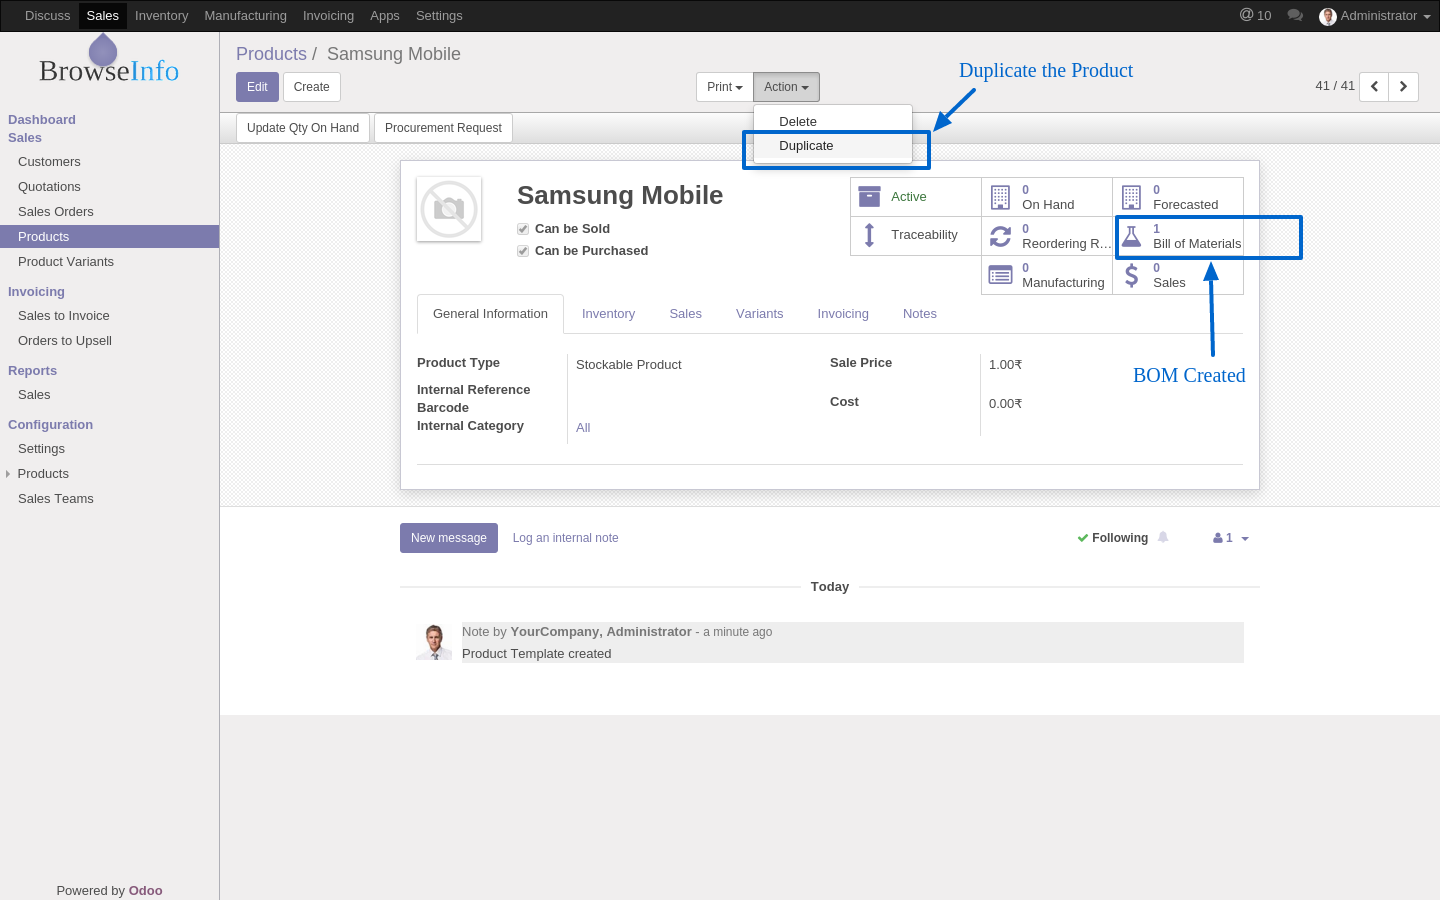 Discuss Sales Inventory Manufacturing Invoicing Apps Settings @ 10 Administrator
BrowseInfo
Dashboard
Sales
Customers
Quotations
Sales Orders
Products
Product Variants
Invoicing
Sales to Invoice
Orders to Upsell
Reports
Sales
Configuration
Settings
Products
Sales Teams
Powered by Odoo
Products / Samsung Mobile
Edit Create Print Action 41 / 41
Duplicate the Product
Update Qty On Hand Procurement Request
Delete
Duplicate
Samsung Mobile
Can be Sold
Can be Purchased
Active
0
On Hand
0
Forecasted
Traceability
0
Reordering R...
1
Bill of Materials
0
Manufacturing
0
Sales
BOM Created
General Information Inventory Sales Variants Invoicing Notes
Product Type Stockable Product
Internal Reference
Barcode
Internal Category All
Sale Price 1.00₹
Cost 0.00₹
New message Log an internal note Following 1
Today
Note by YourCompany, Administrator - a minute ago
Product Template created